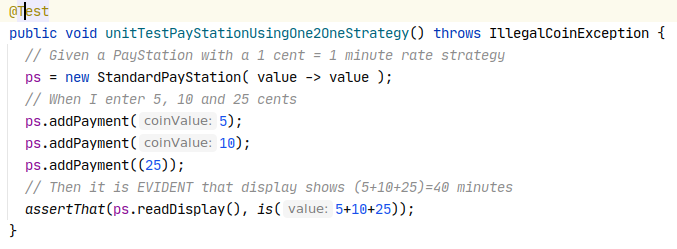 @Test
public void unitTestPayStationUsingOne2OneStrategy() throws IllegalCoinException {
// Given a PayStation with a 1 cent = 1 minute rate strategy
ps = new StandardPayStation( value -> value );
// When I enter 5, 10 and 25 cents
ps.addPayment( coinValue: 5);
ps.addPayment( coinValue: 10);
ps.addPayment((25));
// Then it is EVIDENT that display shows (5+10+25)=40 minutes
assertThat(ps.readDisplay(), is( value: 5+10+25));
}